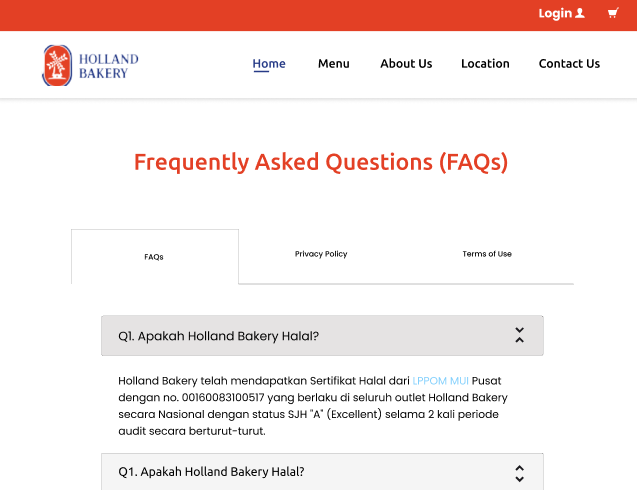 Login
HOLLAND
BAKERY
Home Menu About Us Location Contact Us
Frequently Asked Questions (FAQs)
FAQs Privacy Policy Terms of Use
Q1. Apakah Holland Bakery Halal?
Holland Bakery telah mendapatkan Sertifikat Halal dari LPPOM MUI Pusat
dengan no. 00160083100517 yang berlaku di seluruh outlet Holland Bakery
secara Nasional dengan status SJH "A" (Excellent) selama 2 kali periode
audit secara berturut-turut.
Q1. Apakah Holland Bakery Halal?